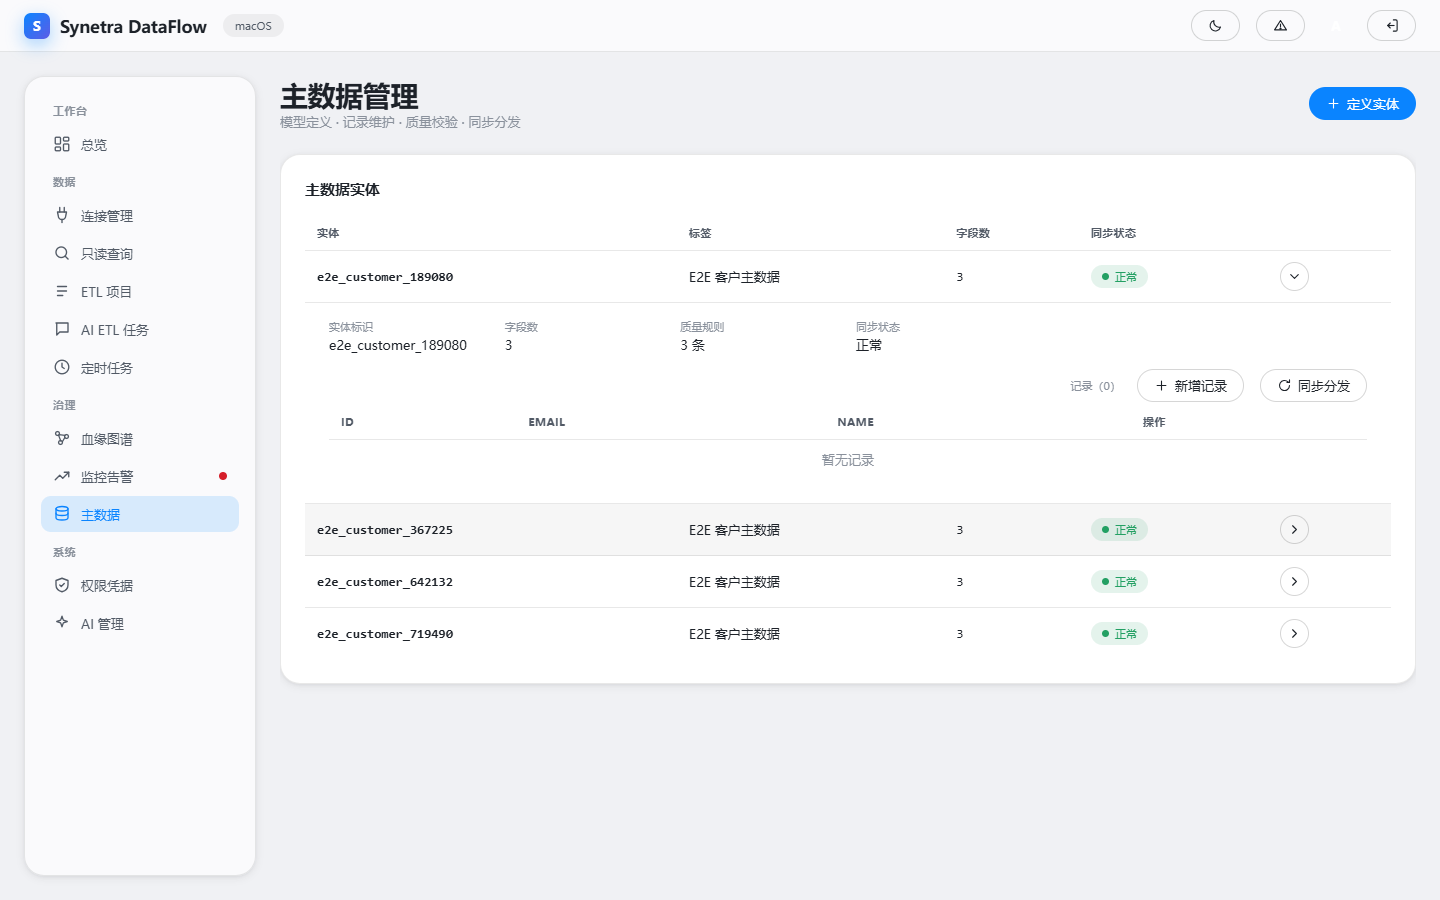 S Synetra DataFlow macOS
工作台
总览
数据
连接管理
只读查询
ETL 项目
AI ETL 任务
定时任务
治理
血缘图谱
监控告警
主数据
系统
权限凭据
AI 管理
主数据管理
模型定义 · 记录维护 · 质量校验 · 同步分发
+ 定义实体
主数据实体
实体 标签 字段数 同步状态
e2e_customer_189080 E2E 客户主数据 3 正常
实体标识 字段数 质量规则 同步状态
e2e_customer_189080 3 3 条 正常
记录 (0) + 新增记录 同步分发
ID EMAIL NAME 操作
暂无记录
e2e_customer_367225 E2E 客户主数据 3 正常
e2e_customer_642132 E2E 客户主数据 3 正常
e2e_customer_719490 E2E 客户主数据 3 正常